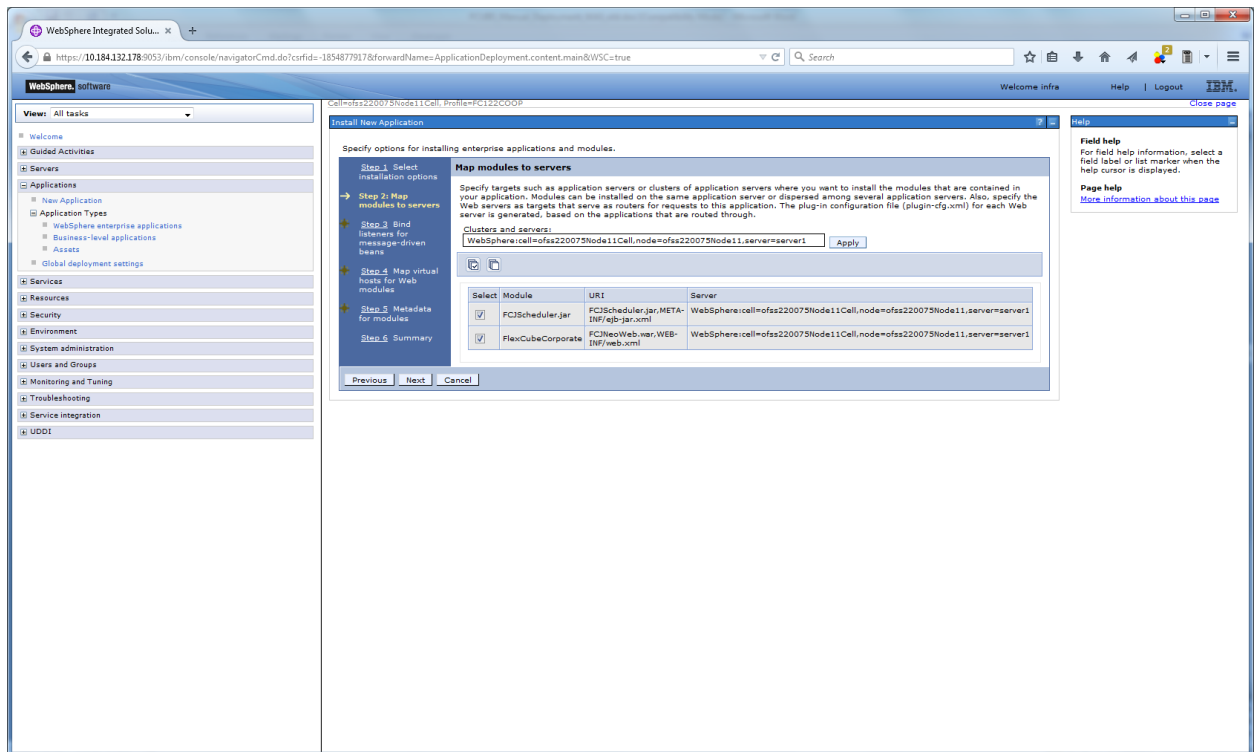 WebSphere Integrated Solu... × +
https://10.184.132.178:9053/ibm/console/navigatorCmd.do?csrfid=-1854877917&forwardName=ApplicationDeployment.content.main&WSC=true
Search
2
WebSphere. software
Welcome infra
Help | Logout
IBM.
View: All tasks
Welcome
Guided Activities
Servers
Applications
New Application
Application Types
WebSphere enterprise applications
Business-level applications
Assets
Global deployment settings
Services
Resources
Security
Environment
System administration
Users and Groups
Monitoring and Tuning
Troubleshooting
Service integration
UDDI
Cell=ofss220075Node11Cell, Profile=FC122COOP
Close page
Install New Application
? -
Specify options for installing enterprise applications and modules.
Step 1 Select
installation options
Step 2: Map
modules to servers
Step 3 Bind
listeners for
message-driven
beans
Step 4 Map virtual
hosts for Web
modules
Step 5 Metadata
for modules
Step 6 Summary
Map modules to servers
Specify targets such as application servers or clusters of application servers where you want to install the modules that are contained in
your application. Modules can be installed on the same application server or dispersed among several application servers. Also, specify the
Web servers as targets that serve as routers for requests to this application. The plug-in configuration file (plugin-cfg.xml) for each Web
server is generated, based on the applications that are routed through.
Clusters and servers:
WebSphere:cell=ofss220075Node11Cell,node=ofss220075Node11,server=server1
Apply
Select Module URI Server
FCJScheduler.jar FCJScheduler.jar,META- WebSphere:cell=ofss220075Node11Cell,node=ofss220075Node11,server=server1
INF/ejb-jar.xml
FlexCubeCorporate FCJNeoWeb.war,WEB- WebSphere:cell=ofss220075Node11Cell,node=ofss220075Node11,server=server1
INF/web.xml
Previous Next Cancel
Help
Field help
For field help information, select a
field label or list marker when the
help cursor is displayed.
Page help
More information about this page